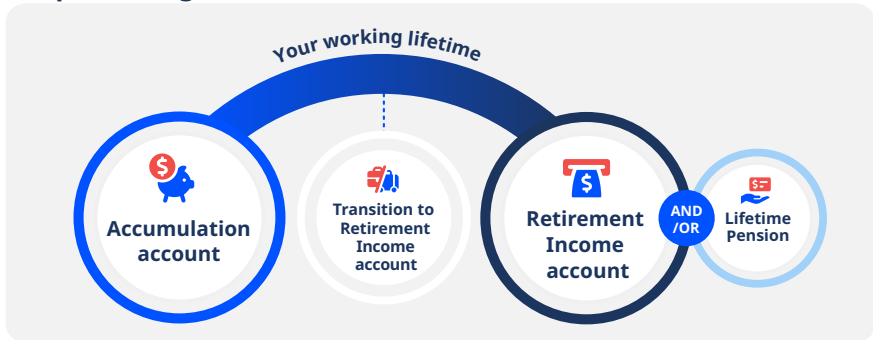 Your working lifetime
$
Accumulation
account
Transition to
Retirement
Income
account
$
Retirement
Income
account
AND
/OR
$
Lifetime
Pension